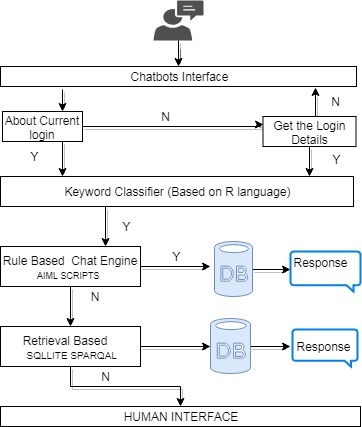 Chatbots Interface
N
N
About Current
login
Get the Login
Details
Y
Y
Keyword Classifier (Based on R language)
Y
Rule Based  Chat Engine
AIML SCRIPTS
Y
DB
Response
N
Retrieval Based
SQLLITE SPARQAL
DB
Response
N
HUMAN INTERFACE